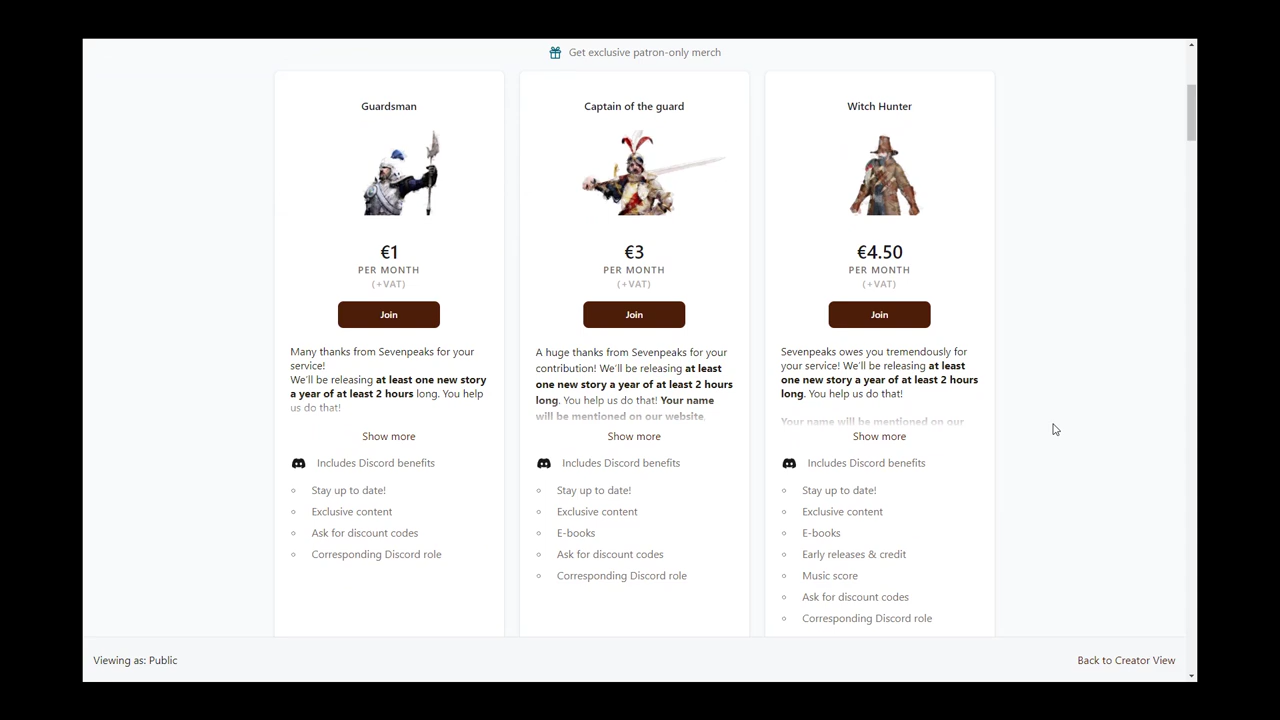 Get exclusive patron-only merch
Guardsman
€1
PER MONTH
(+VAT)
Join
Many thanks from Sevenpeaks for your
service!
We'll be releasing at least one new story
a year of at least 2 hours long. You help
us do that!
Show more
Includes Discord benefits
Stay up to date!
Exclusive content
Ask for discount codes
Corresponding Discord role
Captain of the guard
€3
PER MONTH
(+VAT)
Join
A huge thanks from Sevenpeaks for your
contribution! We'll be releasing at least
one new story a year of at least 2 hours
long. You help us do that! Your name
will be mentioned on our website,
Show more
Includes Discord benefits
Stay up to date!
Exclusive content
E-books
Ask for discount codes
Corresponding Discord role
Witch Hunter
€4.50
PER MONTH
(+VAT)
Join
Sevenpeaks owes you tremendously for
your service! We'll be releasing at least
one new story a year of at least 2 hours
long. You help us do that!
Your name will be mentioned on our
Show more
Includes Discord benefits
Stay up to date!
Exclusive content
E-books
Early releases & credit
Music score
Ask for discount codes
Corresponding Discord role
Viewing as: Public
Back to Creator View